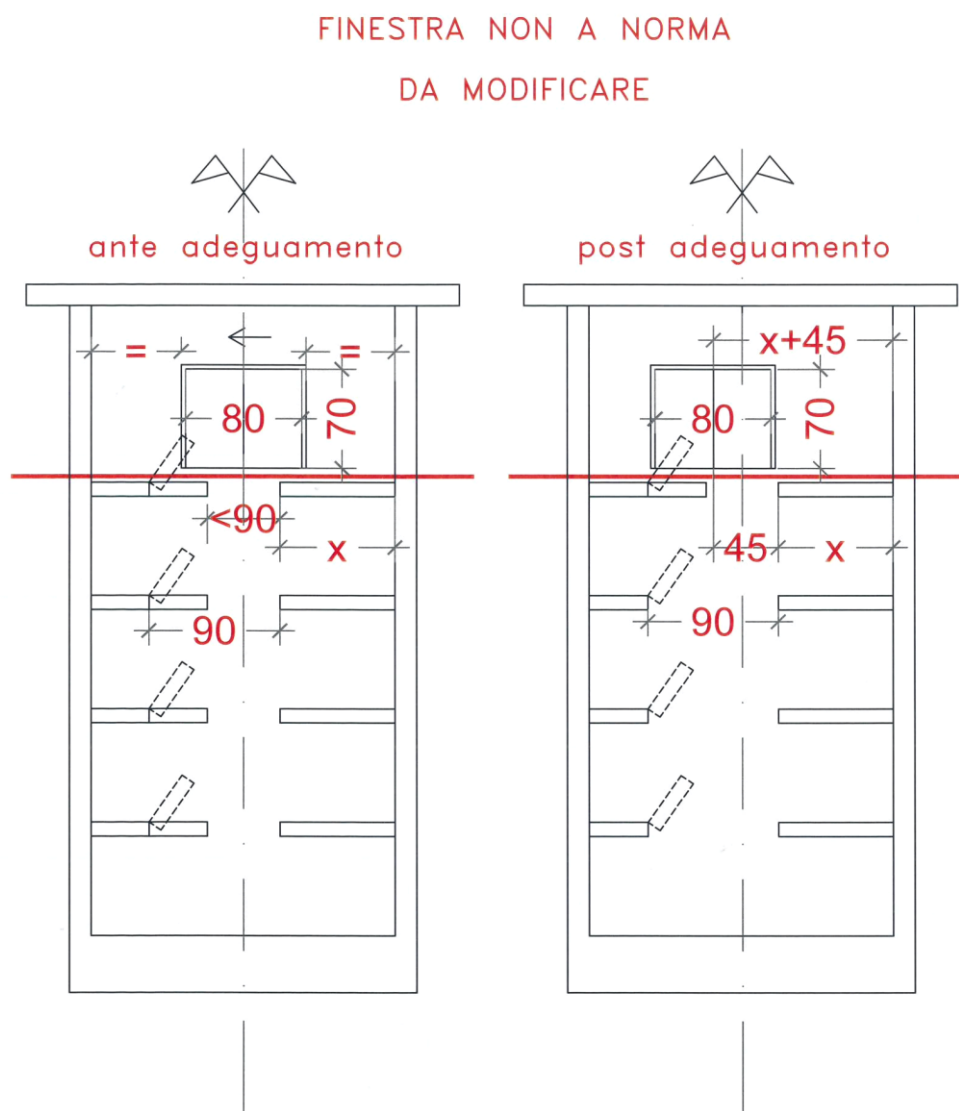 FINESTRA NON A NORMA
DA MODIFICARE
ante adeguamento
= =
80
70
<90
x
90
post adeguamento
x+45
80
70
45 x
90